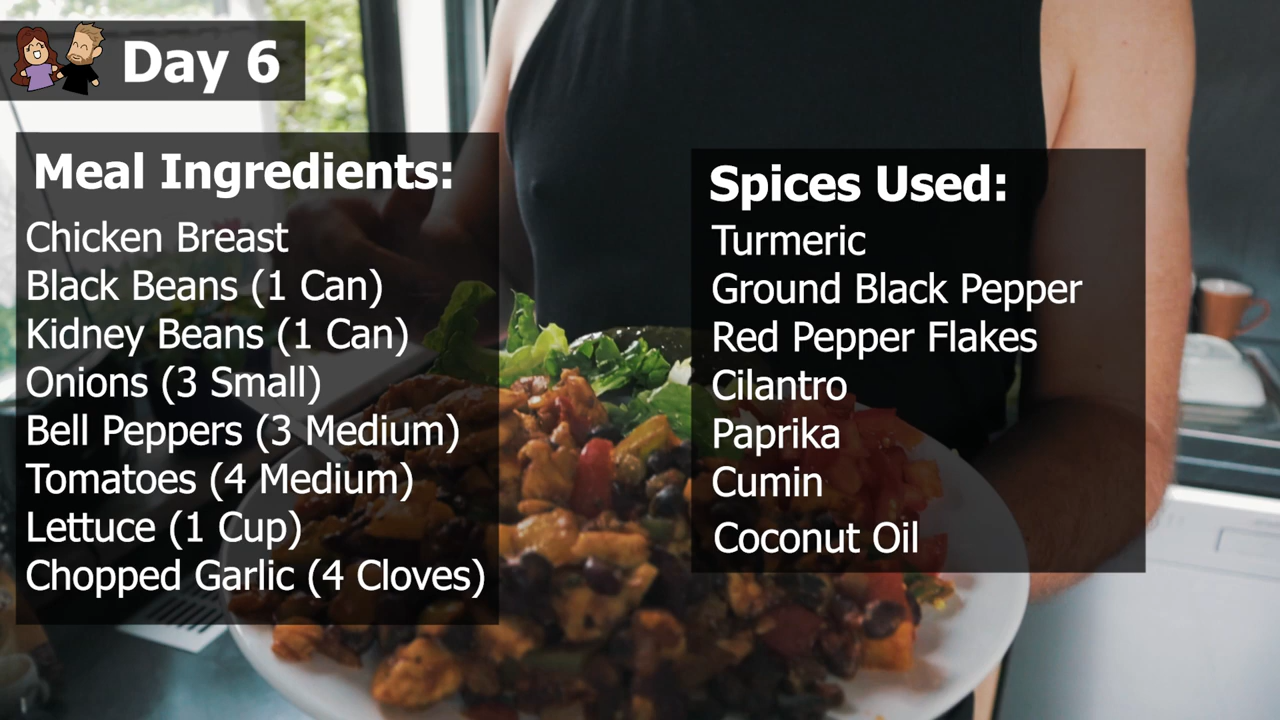 Day 6
Meal Ingredients:
Chicken Breast
Black Beans (1 Can)
Kidney Beans (1 Can)
Onions (3 Small)
Bell Peppers (3 Medium)
Tomatoes (4 Medium)
Lettuce (1 Cup)
Chopped Garlic (4 Cloves)
Spices Used:
Turmeric
Ground Black Pepper
Red Pepper Flakes
Cilantro
Paprika
Cumin
Coconut Oil